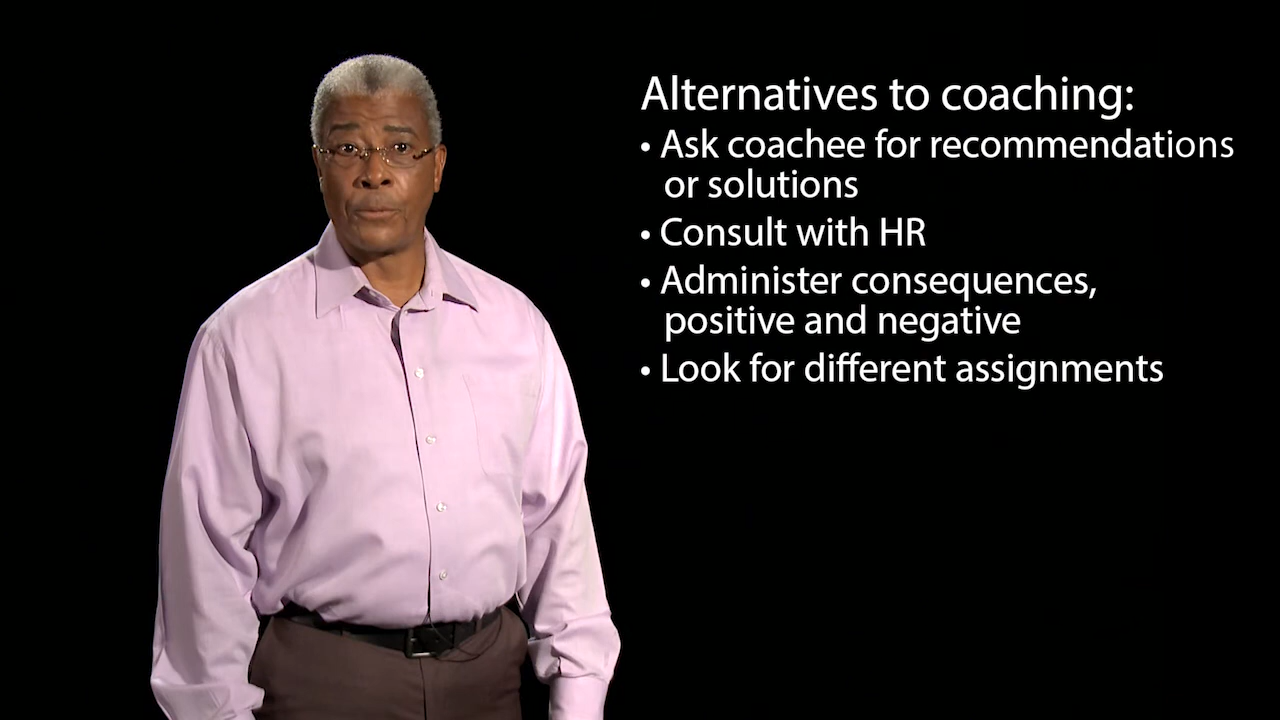 Alternatives to coaching:
• Ask coachee for recommendations
or solutions
• Consult with HR
• Administer consequences,
positive and negative
• Look for different assignments